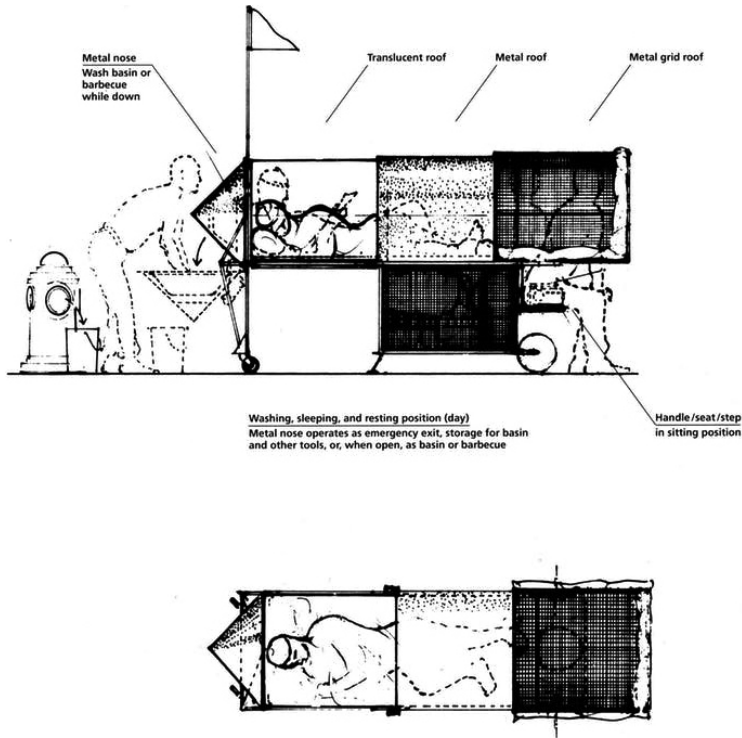 Metal nose
Wash basin or
barbecue
while down
Translucent roof
Metal roof
Metal grid roof
Washing, sleeping, and resting position (day)
Metal nose operates as emergency exit, storage for basin
and other tools, or, when open, as basin or barbecue
Handle/seat/step
in sitting position